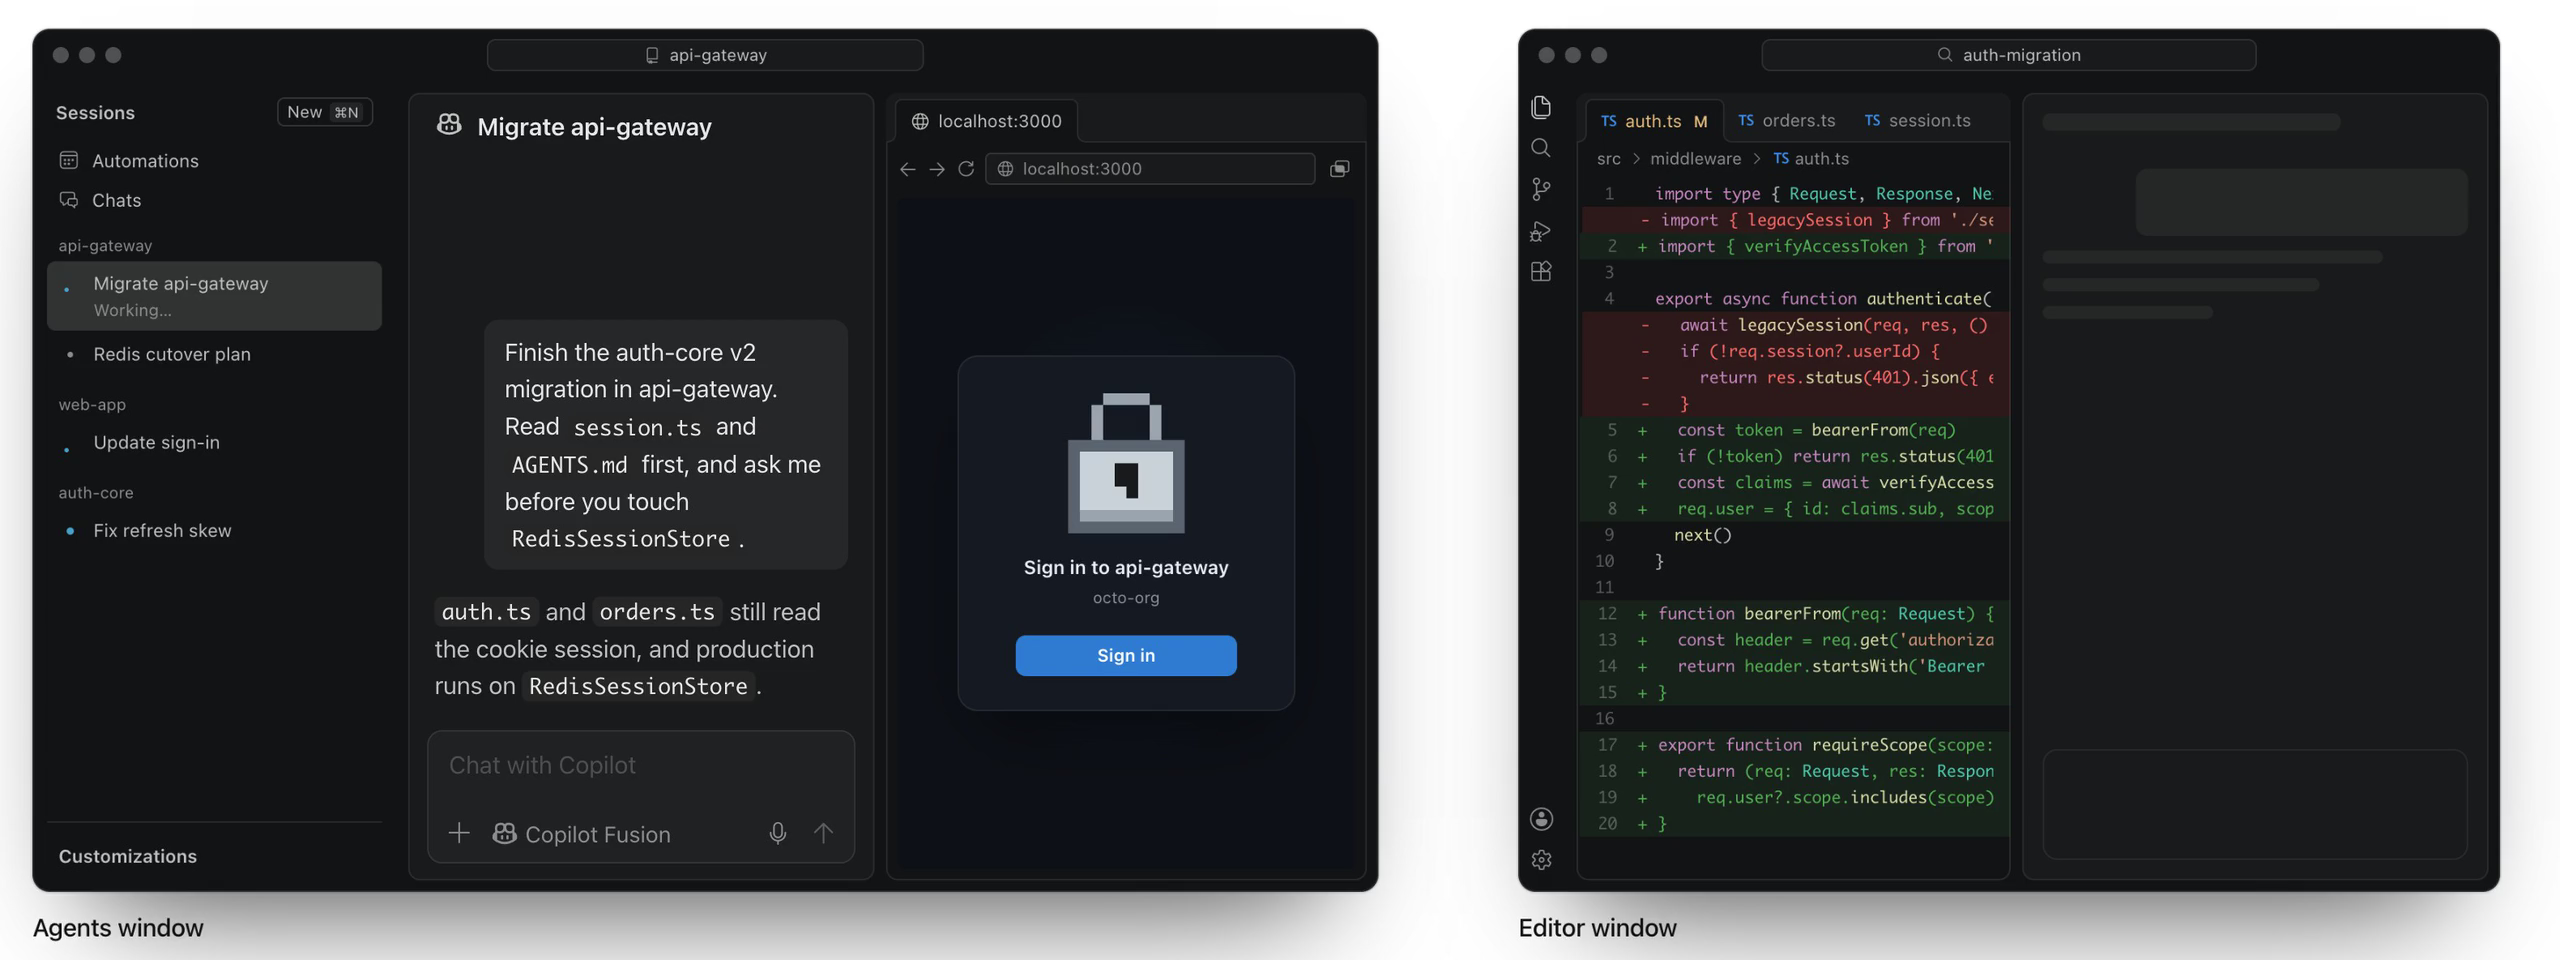 api-gateway
Sessions
New ⌘N
Automations
Chats
api-gateway
Migrate api-gateway
Working...
Redis cutover plan
web-app
Update sign-in
auth-core
Fix refresh skew
Customizations
Migrate api-gateway
Finish the auth-core v2
migration in api-gateway.
Read session.ts and
AGENTS.md first, and ask me
before you touch
RedisSessionStore.
auth.ts and orders.ts still read
the cookie session, and production
runs on RedisSessionStore.
Chat with Copilot
Copilot Fusion
localhost:3000
localhost:3000
Sign in to api-gateway
octo-org
Sign in
Agents window
auth-migration
TS auth.ts M TS orders.ts TS session.ts
src > middleware > TS auth.ts
1 import type { Request, Response, Ne
- import { legacySession } from './se
2 + import { verifyAccessToken } from '
3
4 export async function authenticate(
- await legacySession(req, res, ()
- if (!req.session?.userId) {
- return res.status(401).json({ e
- }
5 + const token = bearerFrom(req)
6 + if (!token) return res.status(401
7 + const claims = await verifyAccess
8 + req.user = { id: claims.sub, scop
9 next()
10 }
11
12 + function bearerFrom(req: Request) {
13 + const header = req.get('authoriza
14 + return header.startsWith('Bearer
15 + }
16
17 + export function requireScope(scope:
18 + return (req: Request, res: Respon
19 + req.user?.scope.includes(scope)
20 + }
Editor window